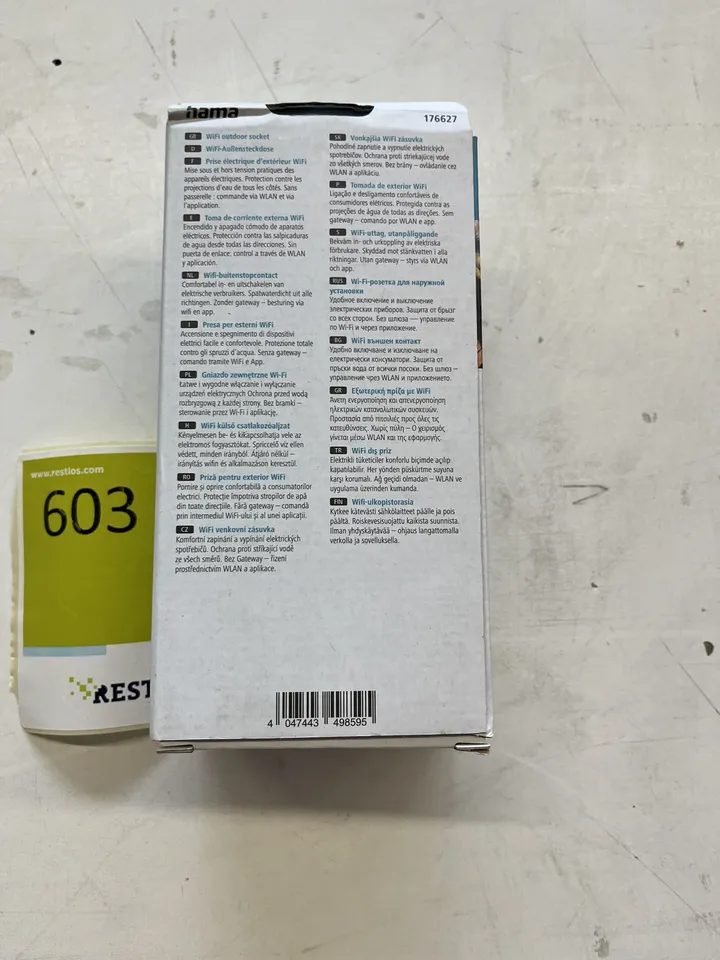 hama
176627
GB WiFi outdoor socket
D WiFi-Außensteckdose
F Prise électrique d'extérieur WiFi
Mise sous et hors tension pratiques des
appareils électriques. Protection contre les
projections d'eau de tous les côtés. Sans
passerelle : commande via WLAN et via
l'application.
E Toma de corriente externa WiFi
Encendido y apagado cómodo de aparatos
eléctricos. Protección contra las salpicaduras
de agua desde todas las direcciones. Sin
puerta de enlace: control a través de WLAN
y aplicación.
NL Wifi-buitenstopcontact
Comfortabel in- en uitschakelen van
elektrische verbruikers. Spatwaterdicht uit alle
richtingen. Zonder gateway – besturing via
wifi en app.
I Presa per esterni WiFi
Accensione e spegnimento di dispositivi
elettrici facile e confortevole. Protezione totale
contro gli spruzzi d'acqua. Senza gateway –
comando tramite WiFi e App.
PL Gniazdo zewnętrzne Wi-Fi
Łatwe i wygodne włączanie i wyłączanie
urządzeń elektrycznych Ochrona przed wodą
rozbryzgową z każdej strony. Bez bramki –
sterowanie przez Wi-Fi i aplikację.
H WiFi külső csatlakozóaljzat
Kényelmesen be- és kikapcsolhatja vele az
elektromos fogyasztókat. Spriccelő víz ellen
védett, minden irányból. Átjáró nélkül –
irányítás wifin és alkalmazáson keresztül.
RO Priză pentru exterior WiFi
Pornire și oprire confortabilă a consumatorilor
electrici. Protecție împotriva stropilor de apă
din toate direcțiile. Fără gateway – comandă
prin intermediul WiFi-ului și al unei aplicații.
CZ WiFi venkovní zásuvka
Komfortní zapínání a vypínání elektrických
spotřebičů. Ochrana proti stříkající vodě
ze všech směrů. Bez Gateway – řízení
prostřednictvím WLAN a aplikace.
SK Vonkajšia WiFi zásuvka
Pohodlné zapnutie a vypnutie elektrických
spotrebičov. Ochrana proti striekajúcej vode
zo všetkých smerov. Bez brány – ovládanie cez
WLAN a aplikáciu.
P Tomada de exterior WiFi
Ligação e desligamento confortáveis de
consumidores elétricos. Protegida contra as
projeções de água de todas as direções. Sem
gateway – comando por WLAN e app.
S WiFi-uttag, utanpåliggande
Bekväm in- och urkoppling av elektriska
förbrukare. Skyddad mot stänkvatten i alla
riktningar. Utan gateway – styrs via WLAN
och app.
RUS Wi-Fi-розетка для наружной
установки
Удобное включение и выключение
электрических приборов. Защита от брызг
со всех сторон. Без шлюза — управление
по Wi-Fi и через приложение.
BG WiFi външен контакт
Удобно включване и изключване на
електрически консуматори. Защита от
пръски вода от всички посоки. Без шлюз –
управление чрез WLAN и приложението.
GR Εξωτερική πρίζα με WiFi
Άνετη ενεργοποίηση και απενεργοποίηση
ηλεκτρικών καταναλωτικών συσκευών.
Προστασία από πιτσιλιές προς όλες τις
κατευθύνσεις. Χωρίς πύλη – Ο χειρισμός
γίνεται μέσω WLAN και της εφαρμογής.
TR WiFi dış priz
Elektrikli tüketiciler konforlu biçimde açılıp
kapatılabilir. Her yönden püskürtme suyuna
karşı korumalı. Ağ geçidi olmadan – WLAN ve
uygulama üzerinden kumanda.
FIN Wifi-ulkopistorasia
Kytkee kätevästi sähkölaitteet päälle ja pois
päältä. Roiskevesisuojattu kaikista suunnista.
Ilman yhdyskäytävää – ohjaus langattomalla
verkolla ja sovelluksella.
4 047443 498595
www.restlos.com
603
REST